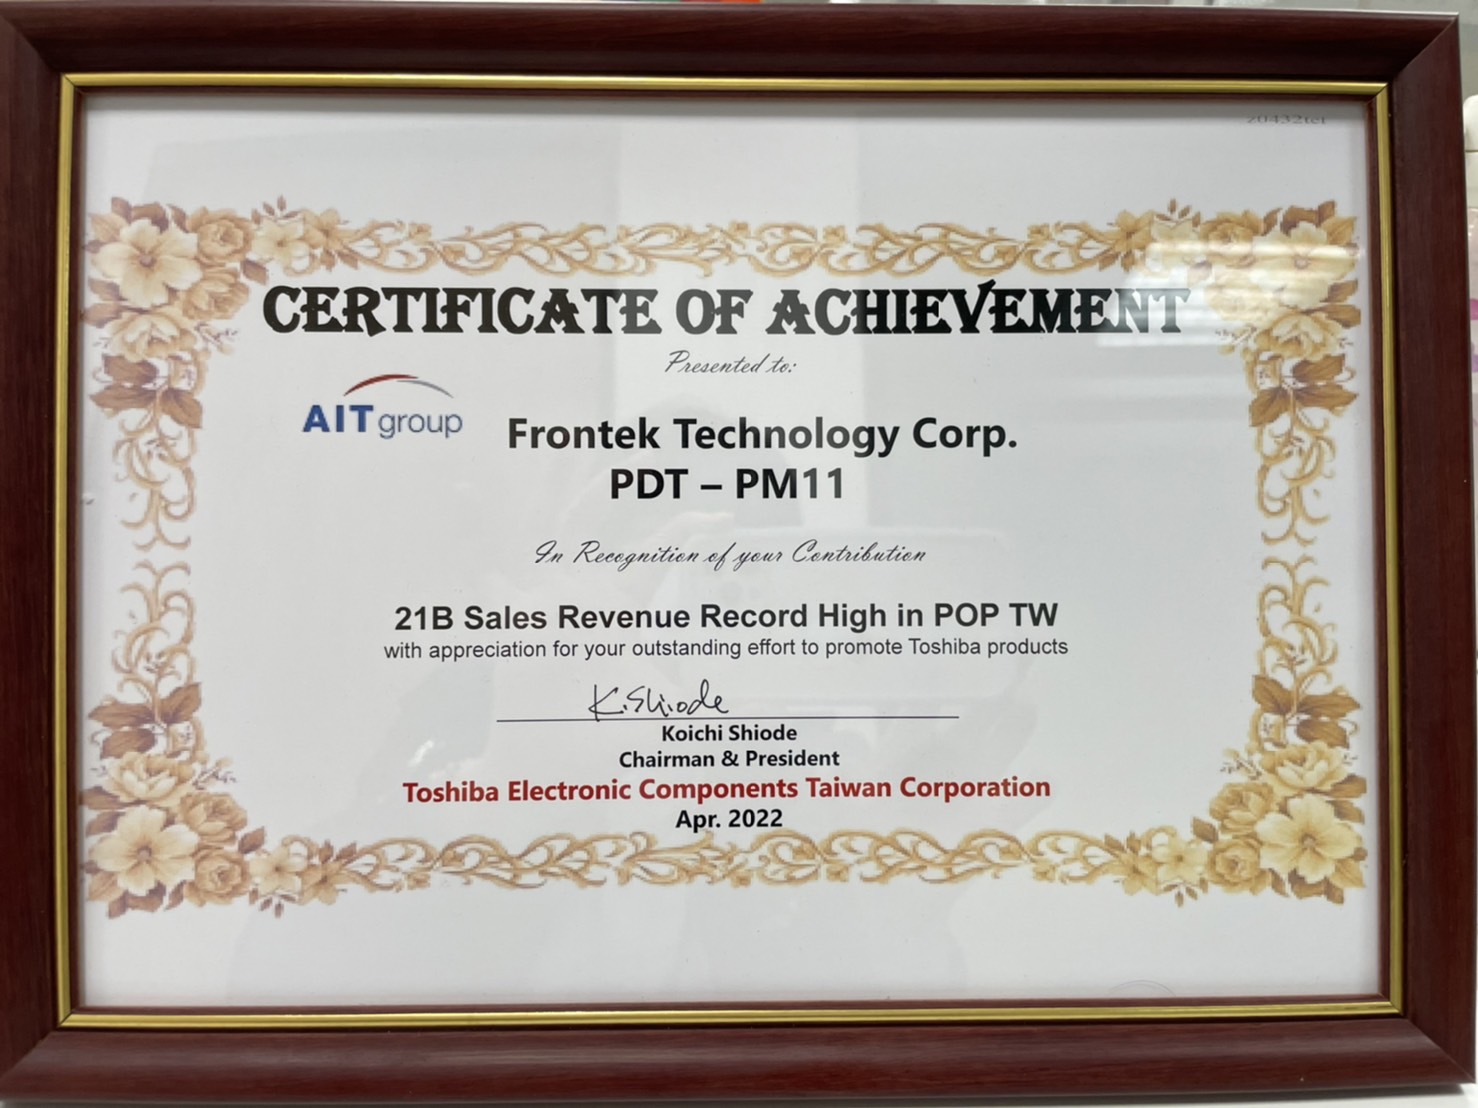 z0432tct
CERTIFICATE OF ACHIEVEMENT
Presented to:
AIT group
Frontek Technology Corp.
PDT – PM11
In Recognition of your Contribution
21B Sales Revenue Record High in POP TW
with appreciation for your outstanding effort to promote Toshiba products
K.Shiode
Koichi Shiode
Chairman & President
Toshiba Electronic Components Taiwan Corporation
Apr. 2022